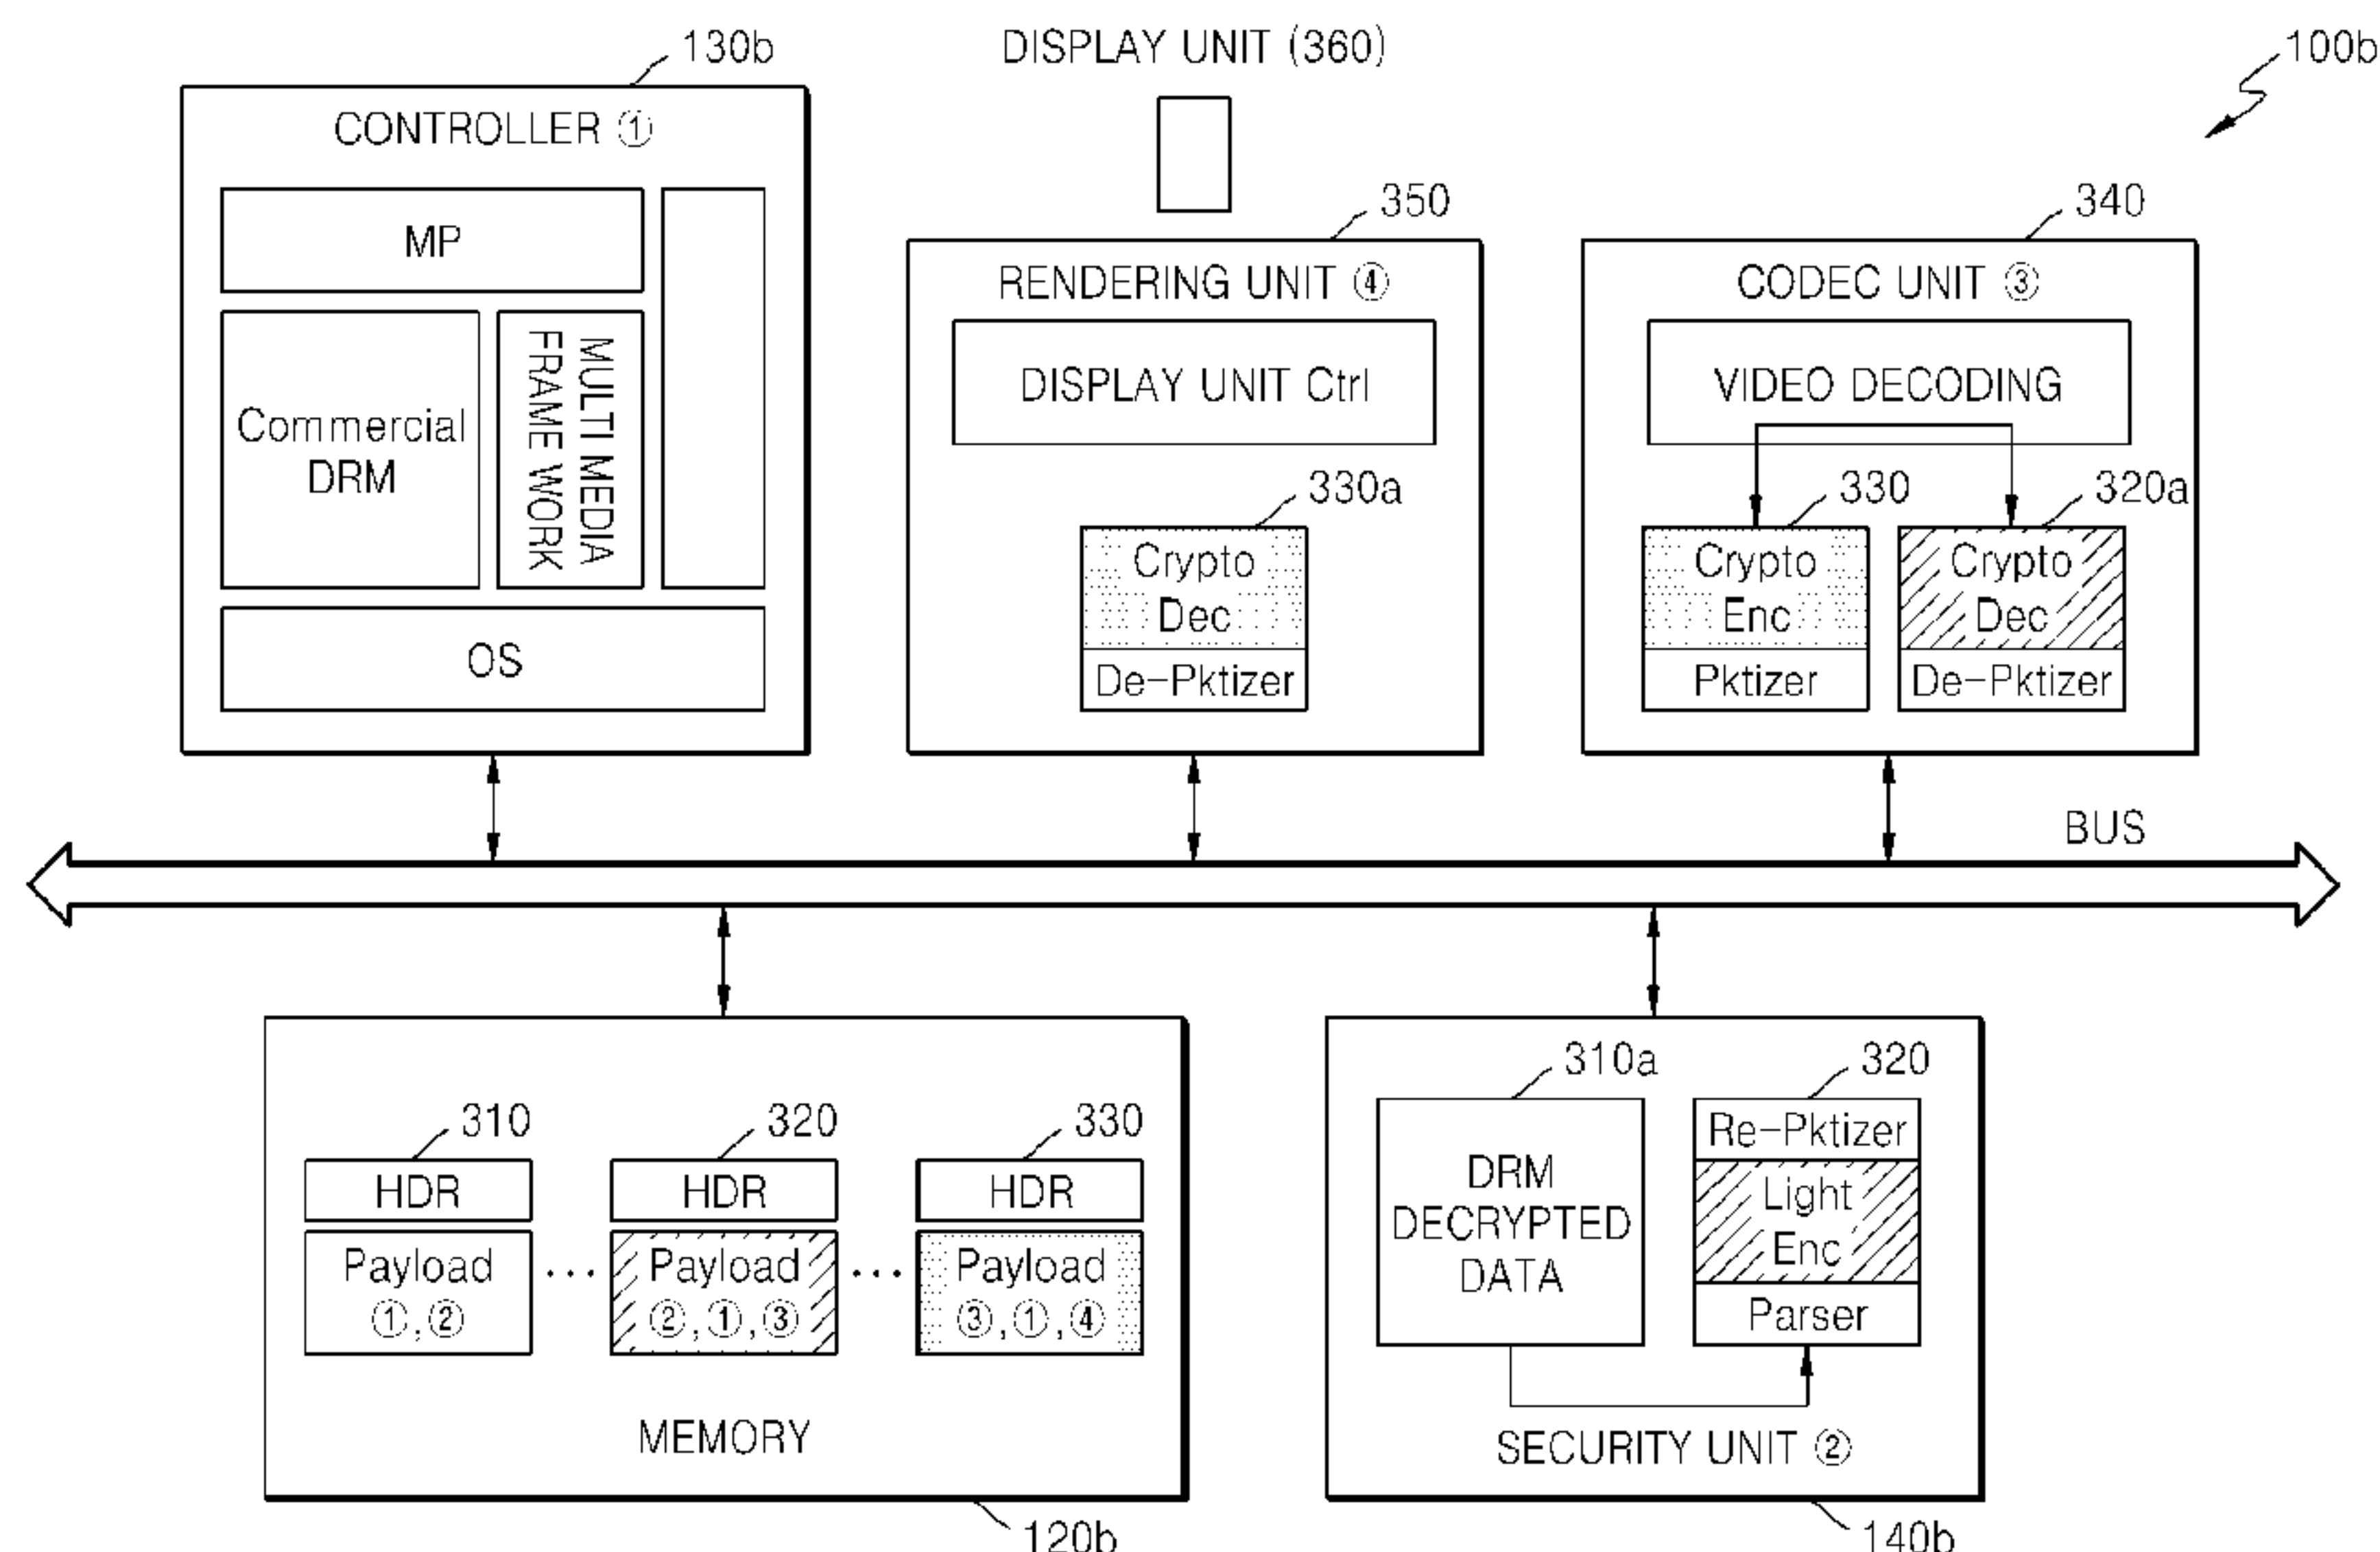 130b
DISPLAY UNIT (360)
100b
CONTROLLER ①
MP
Commercial
DRM
MULTI MEDIA
FRAME WORK
OS
350
RENDERING UNIT ④
DISPLAY UNIT Ctrl
330a
Crypto
Dec
De-Pktizer
340
CODEC UNIT ③
VIDEO DECODING
330
320a
Crypto
Enc
Pktizer
Crypto
Dec
De-Pktizer
BUS
310
HDR
Payload
①,②
...
320
HDR
Payload
②,①,③
...
330
HDR
Payload
③,①,④
MEMORY
120b
310a
DRM
DECRYPTED
DATA
320
Re-Pktizer
Light
Enc
Parser
SECURITY UNIT ②
140b